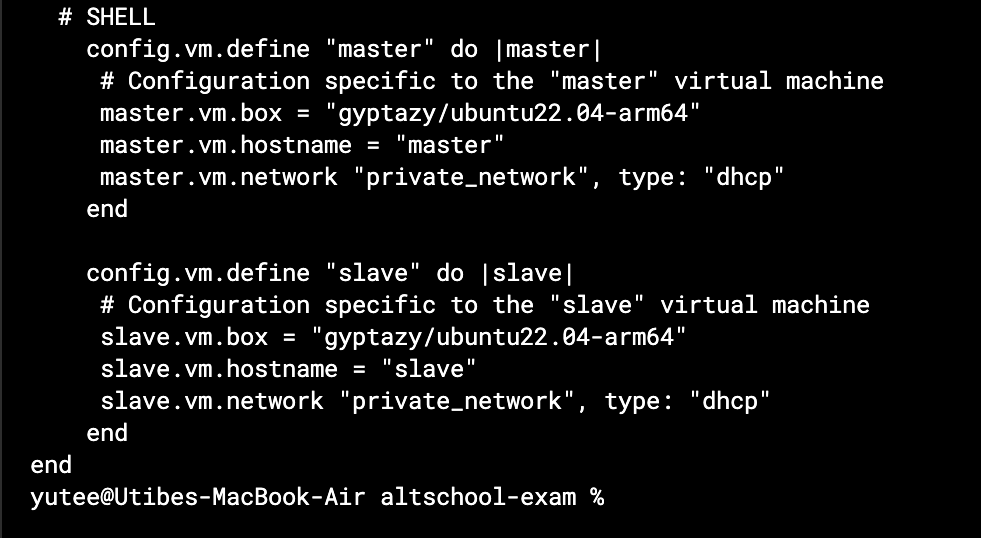 # SHELL
config.vm.define "master" do |master|
# Configuration specific to the "master" virtual machine
master.vm.box = "gyptazy/ubuntu22.04-arm64"
master.vm.hostname = "master"
master.vm.network "private_network", type: "dhcp"
end
config.vm.define "slave" do |slave|
# Configuration specific to the "slave" virtual machine
slave.vm.box = "gyptazy/ubuntu22.04-arm64"
slave.vm.hostname = "slave"
slave.vm.network "private_network", type: "dhcp"
end
end
yutee@Utibes-MacBook-Air altschool-exam %